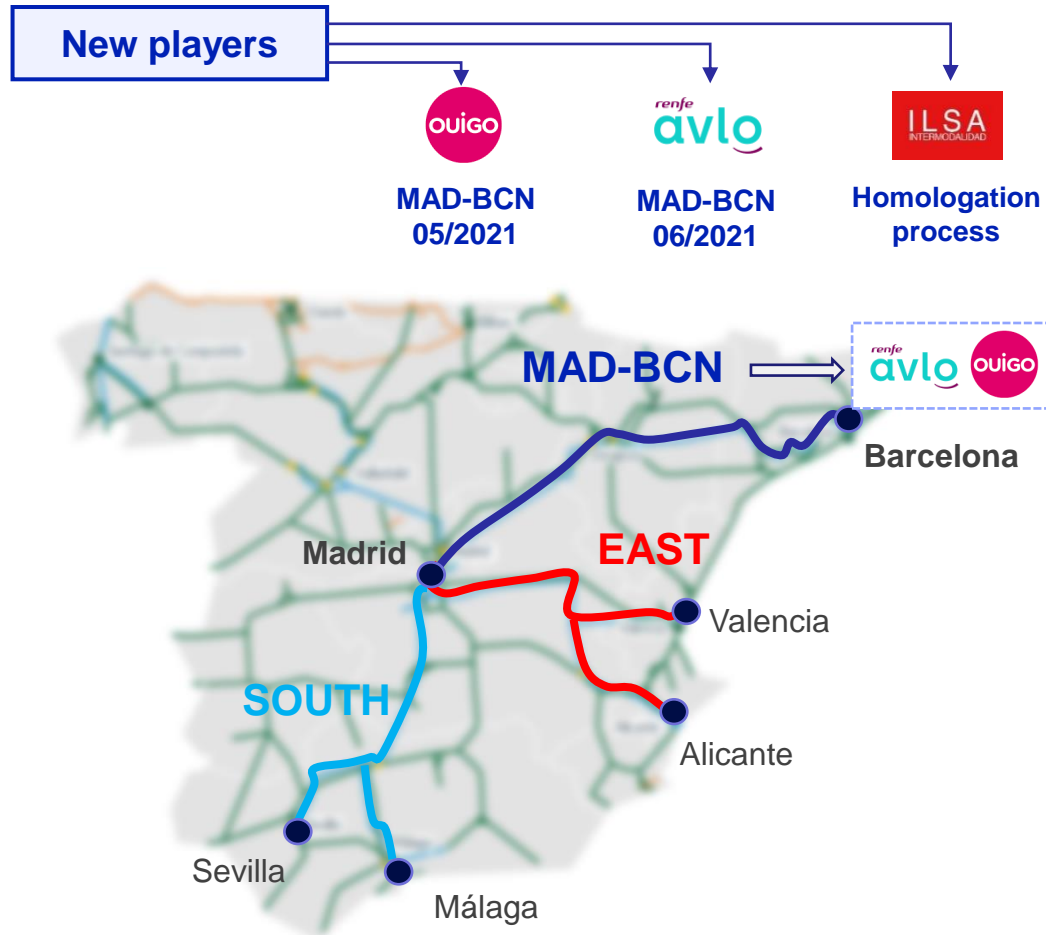 New players
OUIGO
renfe
avlo
ILSA
INTERMODALIDAD
MAD-BCN
05/2021
MAD-BCN
06/2021
Homologation
process
MAD-BCN
renfe
avlo
OUIGO
Barcelona
Madrid
EAST
Valencia
SOUTH
Alicante
Sevilla
Málaga